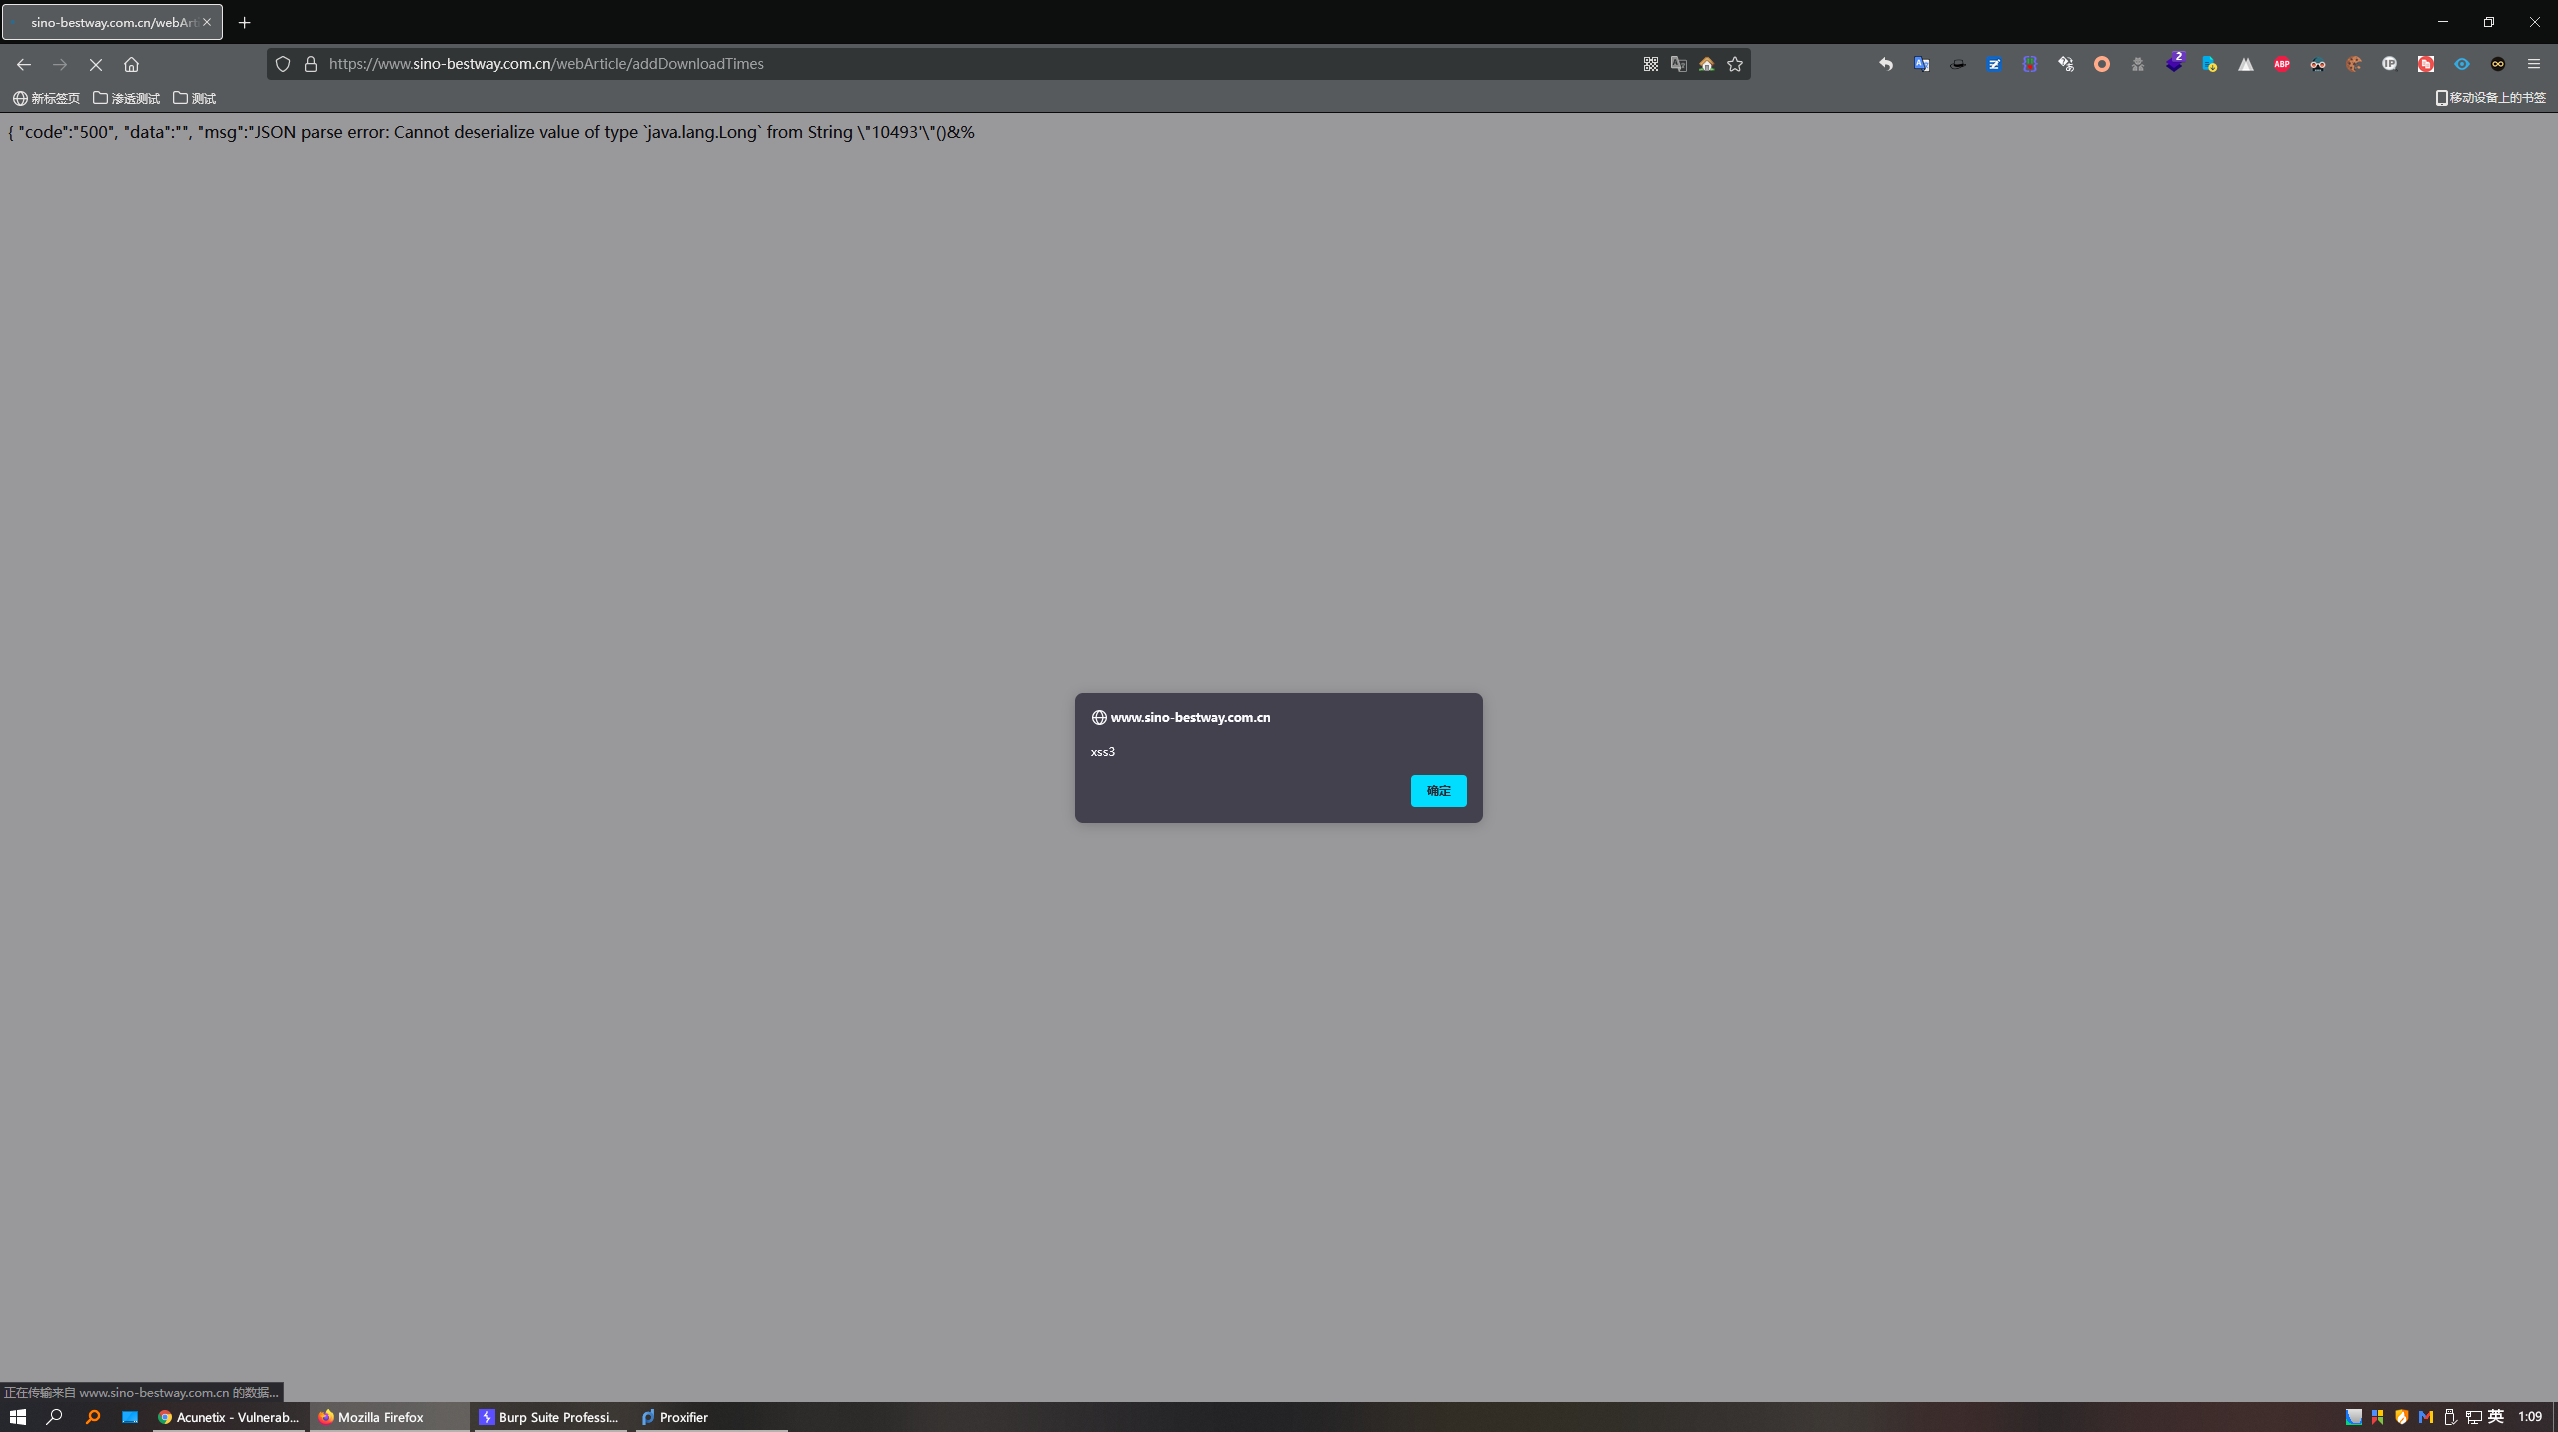 sino-bestway.com.cn/webArti
https://www.sino-bestway.com.cn/webArticle/addDownloadTimes
2
ABP
IP
新标签页
渗透测试
测试
移动设备上的书签
{ "code":"500", "data":"", "msg":"JSON parse error: Cannot deserialize value of type `java.lang.Long` from String \"10493'\"()&%
www.sino-bestway.com.cn
xss3
确定
正在传输来自 www.sino-bestway.com.cn 的数据...
Acunetix - Vulnerab...
Mozilla Firefox
Burp Suite Professi...
Proxifier
英
1:09